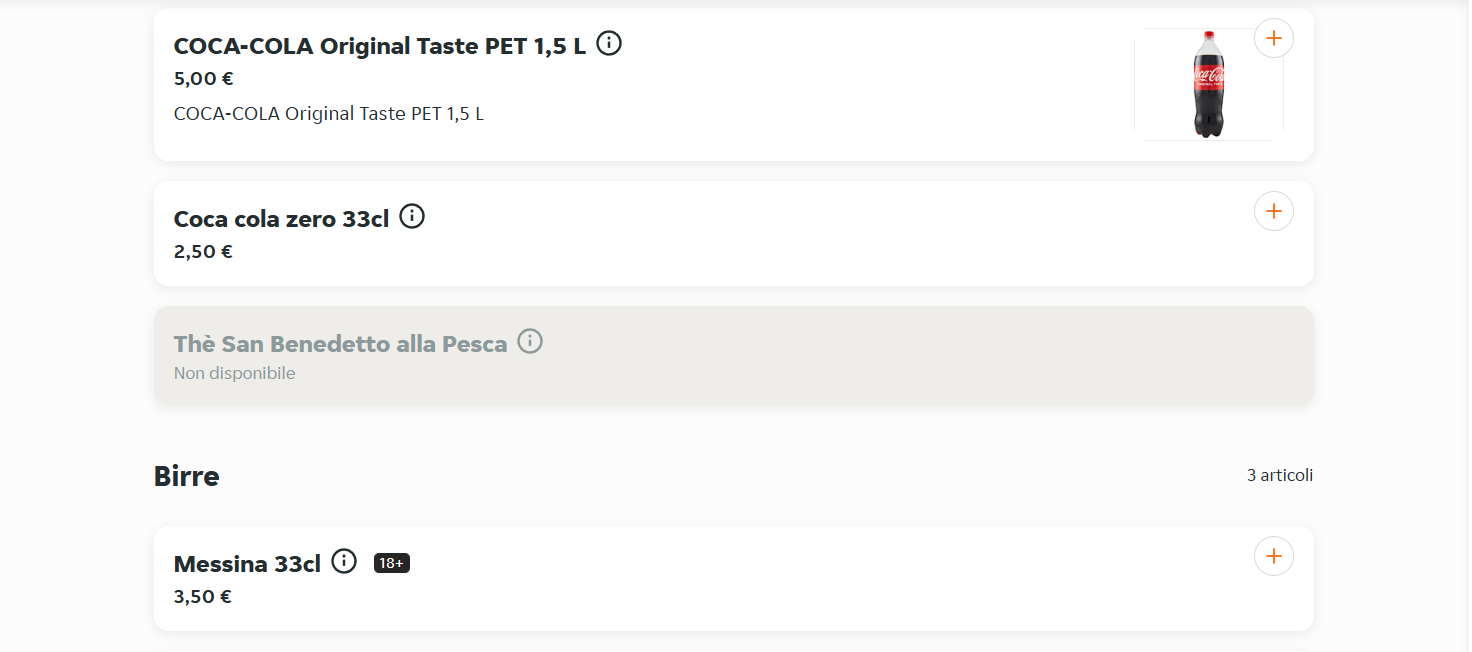 COCA-COLA Original Taste PET 1,5 L
5,00 €
COCA-COLA Original Taste PET 1,5 L
Coca cola zero 33cl
2,50 €
Thè San Benedetto alla Pesca
Non disponibile
Birre
3 articoli
Messina 33cl 18+
3,50 €